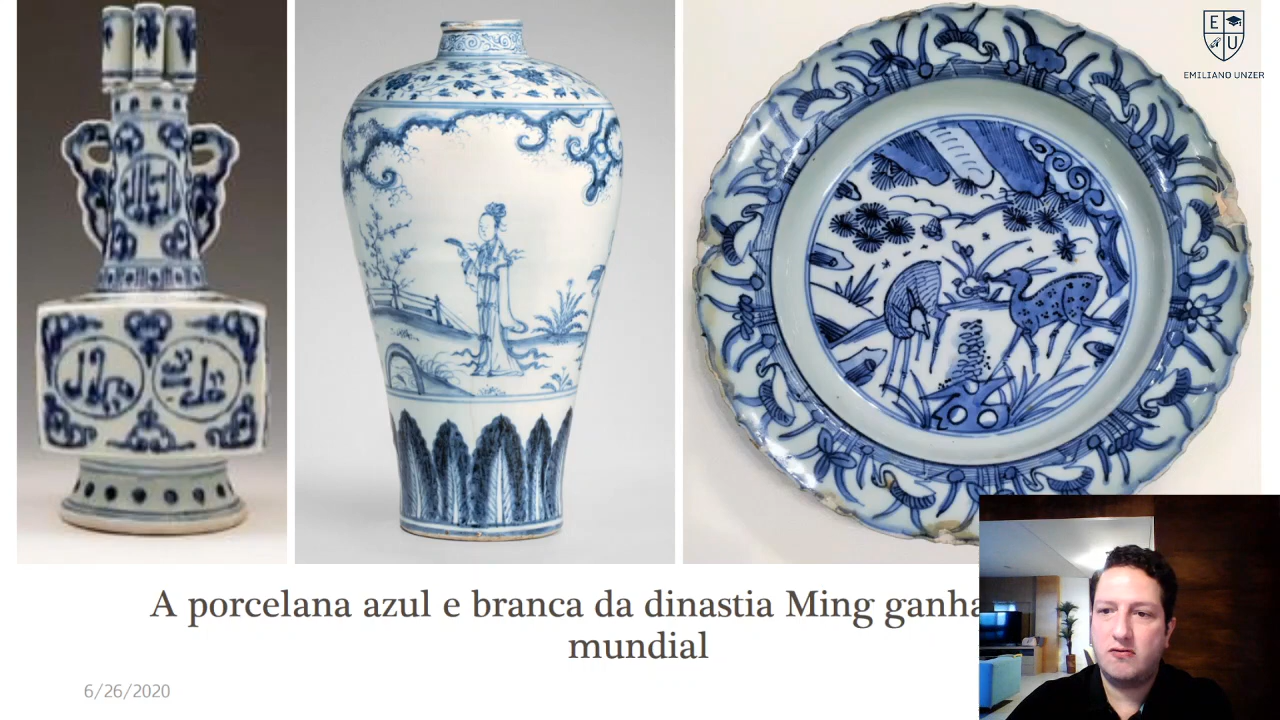 E
U
EMILIANO UNZER
A porcelana azul e branca da dinastia Ming ganha
mundial
6/26/2020